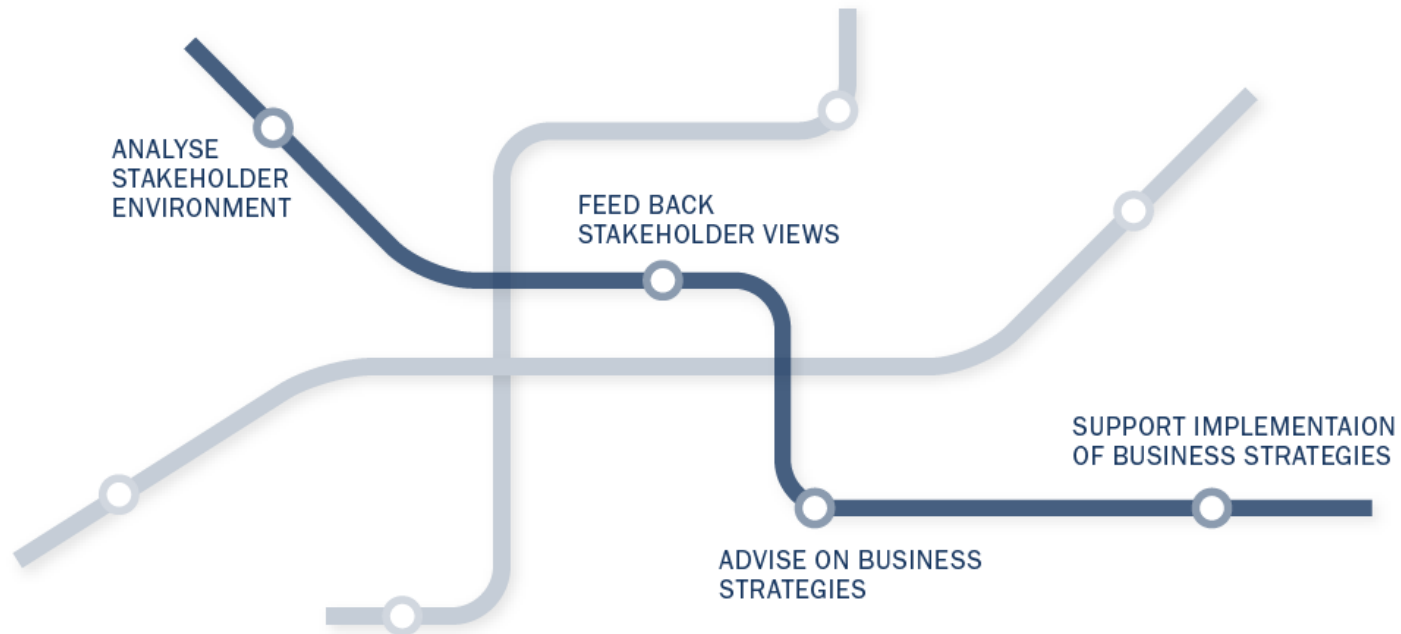 ANALYSE
STAKEHOLDER
ENVIRONMENT
FEED BACK
STAKEHOLDER VIEWS
ADVISE ON BUSINESS
STRATEGIES
SUPPORT IMPLEMENTAION
OF BUSINESS STRATEGIES